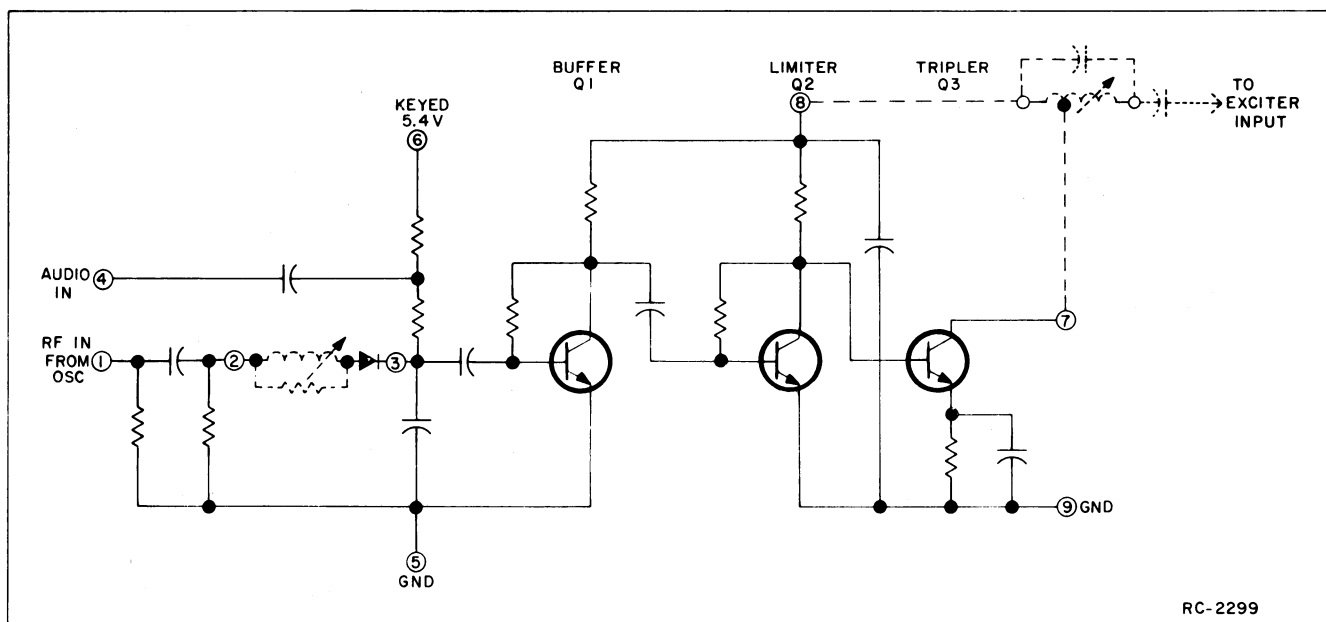 BUFFER
Q1
LIMITER
Q2
8
TRIPLER
Q3
TO
EXCITER
INPUT
KEYED
5.4V
6
AUDIO
IN
4
RF IN
FROM
OSC
1
2
3
7
9 GND
5
GND
RC-2299